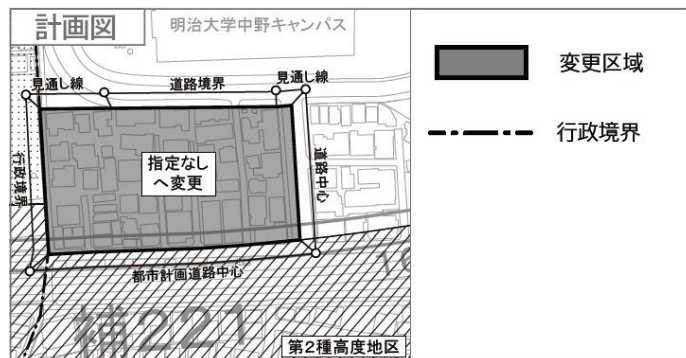 計画図
明治大学中野キャンパス
見通し線
道路境界
見通し線
行政境界
指定なし
へ変更
道路中心
都市計画道路中心
16
補221
第2種高度地区
変更区域
行政境界